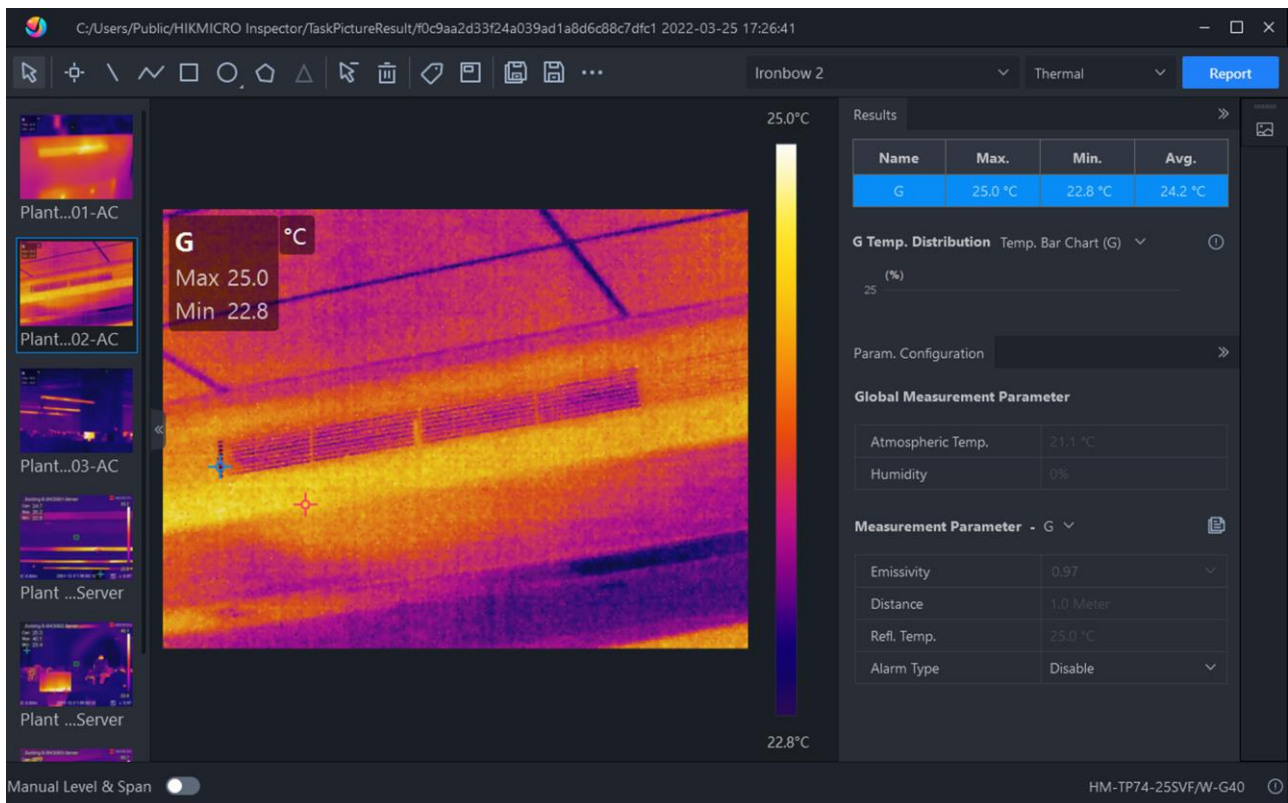 C:/Users/Public/HIKMICRO Inspector/TaskPictureResult/f0c9aa2d33f24a039ad1a8d6c88c7dfc1 2022-03-25 17:26:41
Ironbow 2
Thermal
Report
Plant...01-AC
Plant...02-AC
Plant...03-AC
Plant ...Server
Plant ...Server
G
°C
Max 25.0
Min 22.8
25.0°C
22.8°C
Results
Name Max. Min. Avg.
G 25.0 °C 22.8 °C 24.2 °C
G Temp. Distribution Temp. Bar Chart (G)
(%)
25
Param. Configuration
Global Measurement Parameter
Atmospheric Temp. 21.1 °C
Humidity 0%
Measurement Parameter - G
Emissivity 0.97
Distance 1.0 Meter
Refl. Temp. 25.0 °C
Alarm Type Disable
Manual Level & Span
HM-TP74-25SVF/W-G40